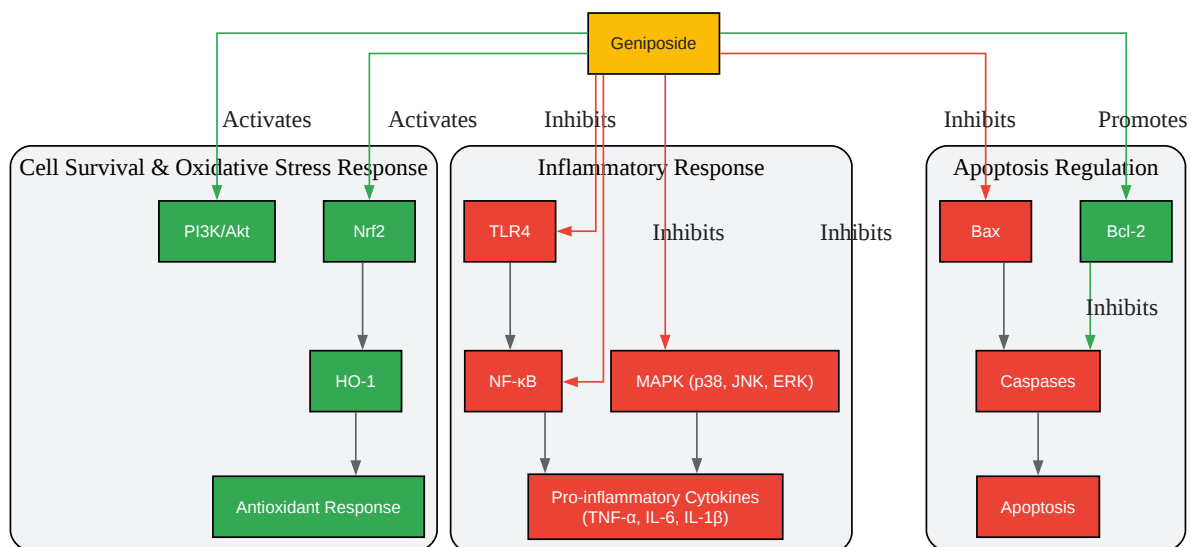 Geniposide
Activates
Activates
Inhibits
Inhibits
Promotes
Cell Survival & Oxidative Stress Response
Inflammatory Response
Apoptosis Regulation
PI3K/Akt
Nrf2
TLR4
Inhibits
Inhibits
Bax
Bcl-2
Inhibits
HO-1
NF-κB
MAPK (p38, JNK, ERK)
Caspases
Antioxidant Response
Pro-inflammatory Cytokines
(TNF-α, IL-6, IL-1β)
Apoptosis